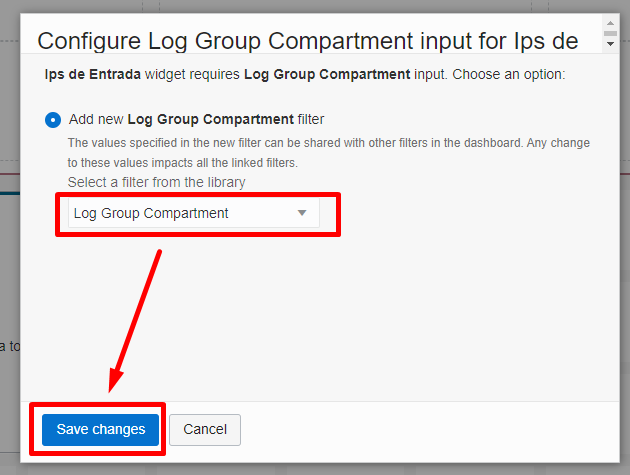 Configure Log Group Compartment input for Ips de
Ips de Entrada widget requires Log Group Compartment input. Choose an option:
Add new Log Group Compartment filter
The values specified in the new filter can be shared with other filters in the dashboard. Any change
to these values impacts all the linked filters.
Select a filter from the library
Log Group Compartment
a to
Save changes
Cancel